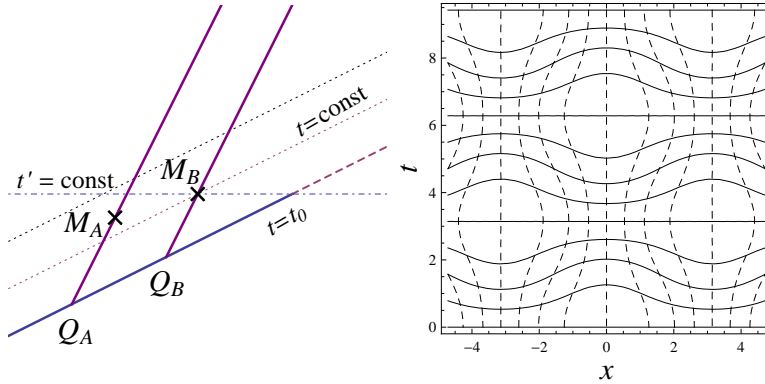 t=const
t' = const
M_B
M_A
t=t_0
Q_B
Q_A
8
6
4
2
0
t
−4
−2
0
2
4
x